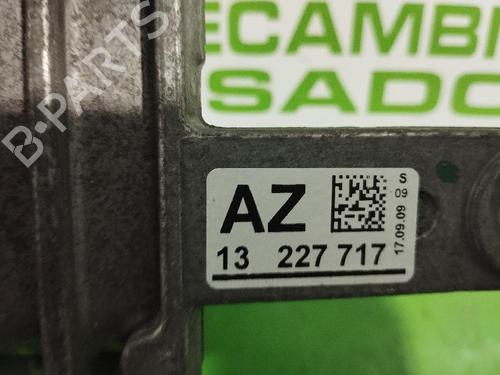 ECAMBI
SADO
B-PARTS
AZ
S
09
17.09.09
13 227 717